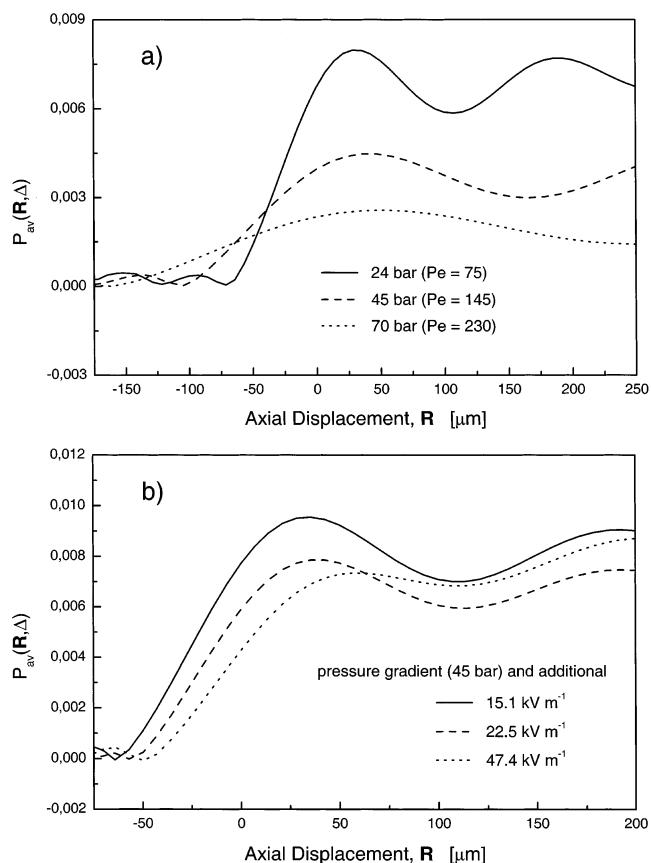 0,009
a)
0,006
0,003
0,000
-0,003
P_av(R,Δ)
24 bar (Pe = 75)
45 bar (Pe = 145)
70 bar (Pe = 230)
-150 -100 -50 0 50 100 150 200 250
Axial Displacement, R [μm]
0,012
b)
0,010
0,008
0,006
0,004
0,002
0,000
-0,002
P_av(R,Δ)
pressure gradient (45 bar) and additional
15.1 kV m⁻¹
22.5 kV m⁻¹
47.4 kV m⁻¹
-50 0 50 100 150 200
Axial Displacement, R [μm]